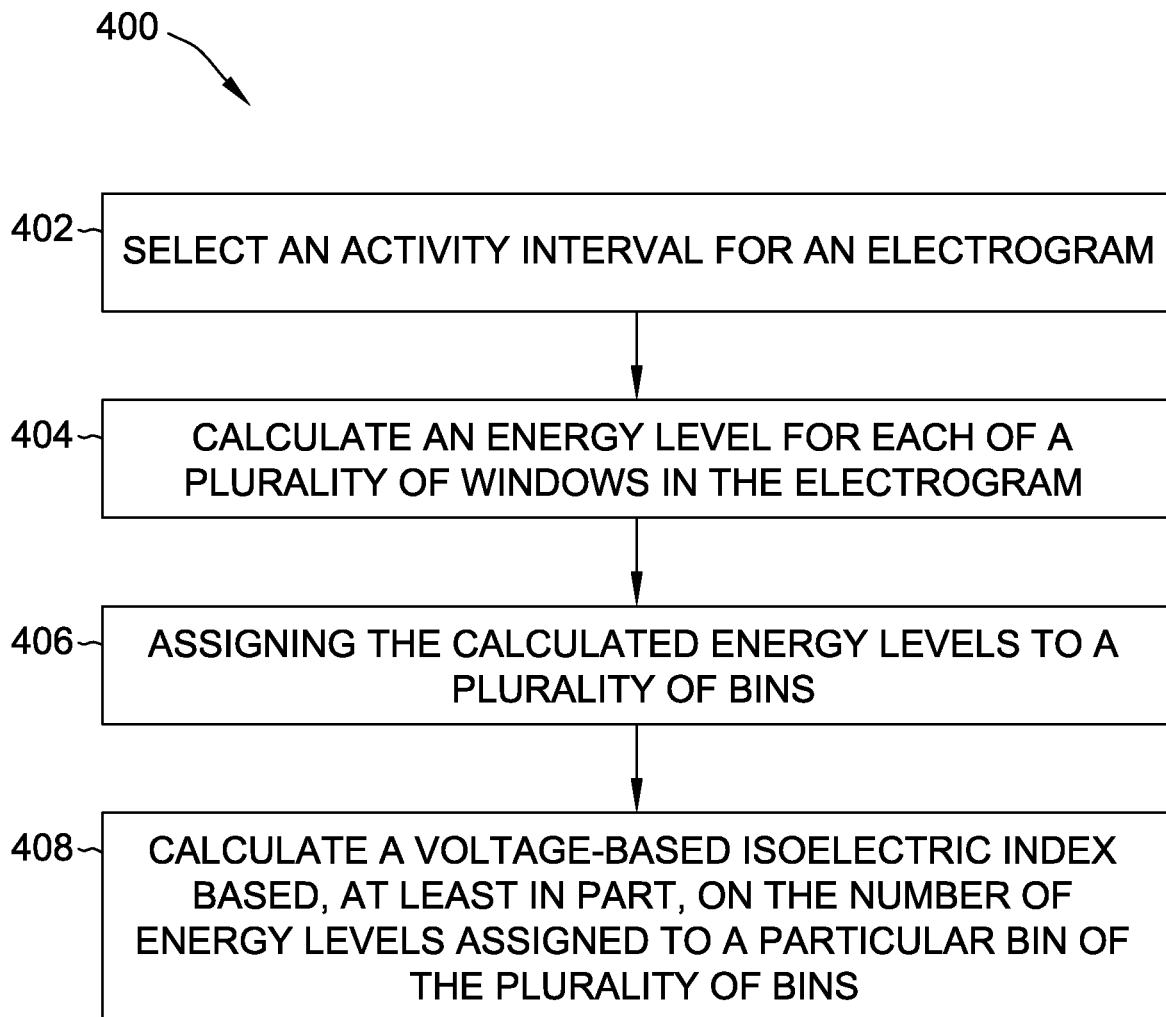 400
402
SELECT AN ACTIVITY INTERVAL FOR AN ELECTROGRAM
404
CALCULATE AN ENERGY LEVEL FOR EACH OF A
PLURALITY OF WINDOWS IN THE ELECTROGRAM
406
ASSIGNING THE CALCULATED ENERGY LEVELS TO A
PLURALITY OF BINS
408
CALCULATE A VOLTAGE-BASED ISOELECTRIC INDEX
BASED, AT LEAST IN PART, ON THE NUMBER OF
ENERGY LEVELS ASSIGNED TO A PARTICULAR BIN OF
THE PLURALITY OF BINS